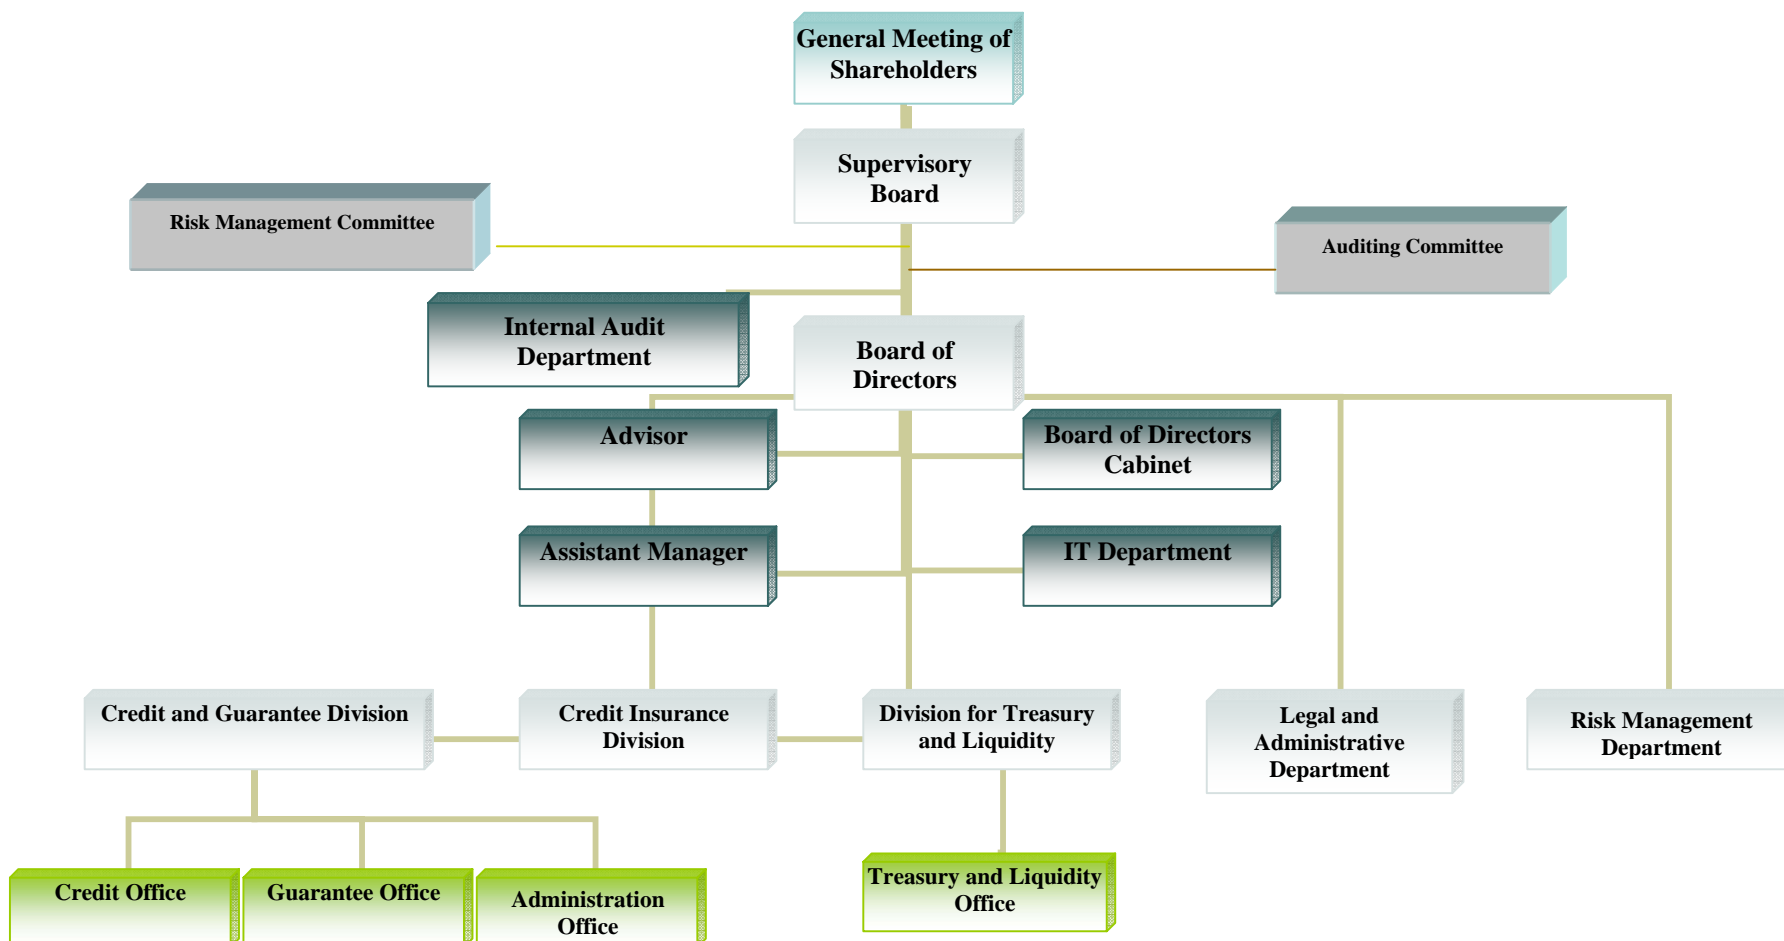 General Meeting of
Shareholders
Supervisory
Board
Risk Management Committee
Auditing Committee
Internal Audit
Department
Board of
Directors
Advisor
Board of Directors
Cabinet
Assistant Manager
IT Department
Credit and Guarantee Division
Credit Insurance
Division
Division for Treasury
and Liquidity
Legal and
Administrative
Department
Risk Management
Department
Credit Office
Guarantee Office
Administration
Office
Treasury and Liquidity
Office